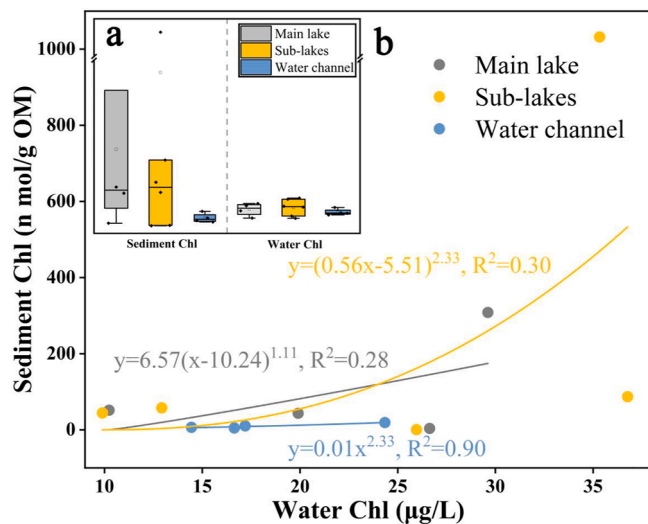 a
b
Main lake
Sub-lakes
Water channel
Main lake
Sub-lakes
Water channel
Sediment Chl
Water Chl
y=(0.56x-5.51)^2.33, R²=0.30
y=6.57(x-10.24)^1.11, R²=0.28
y=0.01x^2.33, R²=0.90
Sediment Chl (n mol/g OM)
1000
800
600
400
200
0
10
15
20
25
30
35
Water Chl (µg/L)